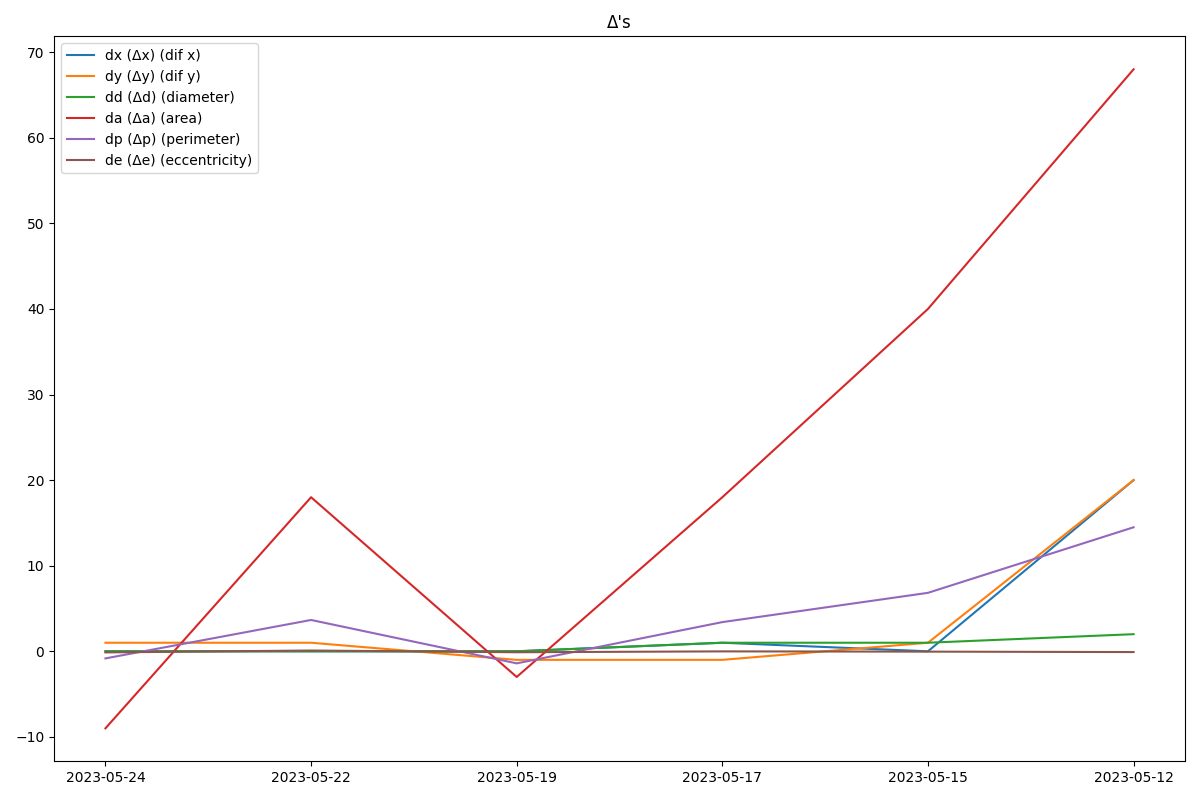 Δ's
dx (Δx) (dif x)
dy (Δy) (dif y)
dd (Δd) (diameter)
da (Δa) (area)
dp (Δp) (perimeter)
de (Δe) (eccentricity)
70
60
50
40
30
20
10
0
−10
2023-05-24 2023-05-22 2023-05-19 2023-05-17 2023-05-15 2023-05-12